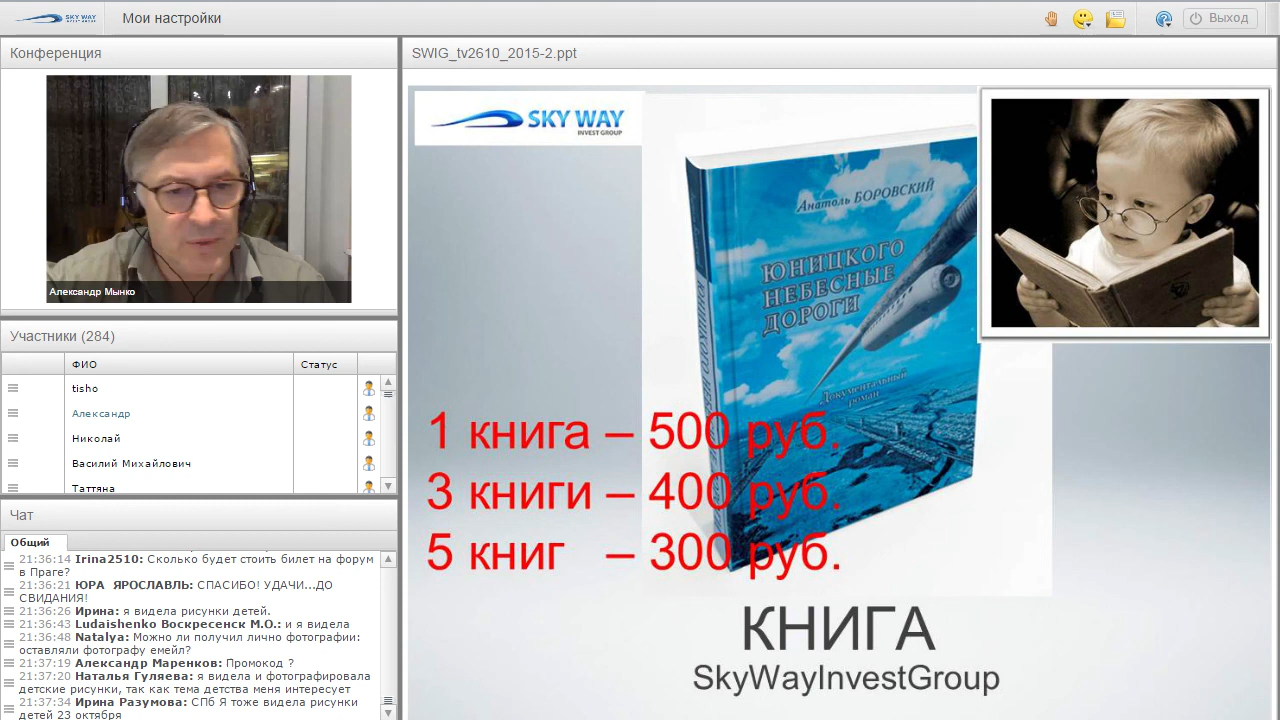 SKY WAY
INVEST GROUP
Мои настройки
Выход
Конференция
Александр Мынко
Участники (284)
ФИО
Статус
tisho
Александр
Николай
Василий Михайлович
Таттяна
Чат
Общий
21:36:14 Irina2510: Сколько будет стоить билет на форум
в Праге?
21:36:21 ЮРА ЯРОСЛАВЛЬ: СПАСИБО! УДАЧИ...ДО
СВИДАНИЯ!
21:36:26 Ирина: я видела рисунки детей.
21:36:43 Ludaishenko Воскресенск М.О.: и я видела
21:36:48 Natalya: Можно ли получил лично фотографии:
оставляли фотографу емейл?
21:37:19 Александр Маренков: Промокод ?
21:37:20 Наталья Гуляева: я видела и фотографировала
детские рисунки, так как тема детства меня интересует
21:37:34 Ирина Разумова: СПб Я тоже видела рисунки
детей 23 октября
SWIG_tv2610_2015-2.ppt
SKY WAY
INVEST GROUP
Анатоль БОРОВСКИЙ
ЮНИЦКОГО
НЕБЕСНЫЕ
ДОРОГИ
Документальный
роман
1 книга – 500 руб.
3 книги – 400 руб.
5 книг – 300 руб.
КНИГА
SkyWayInvestGroup